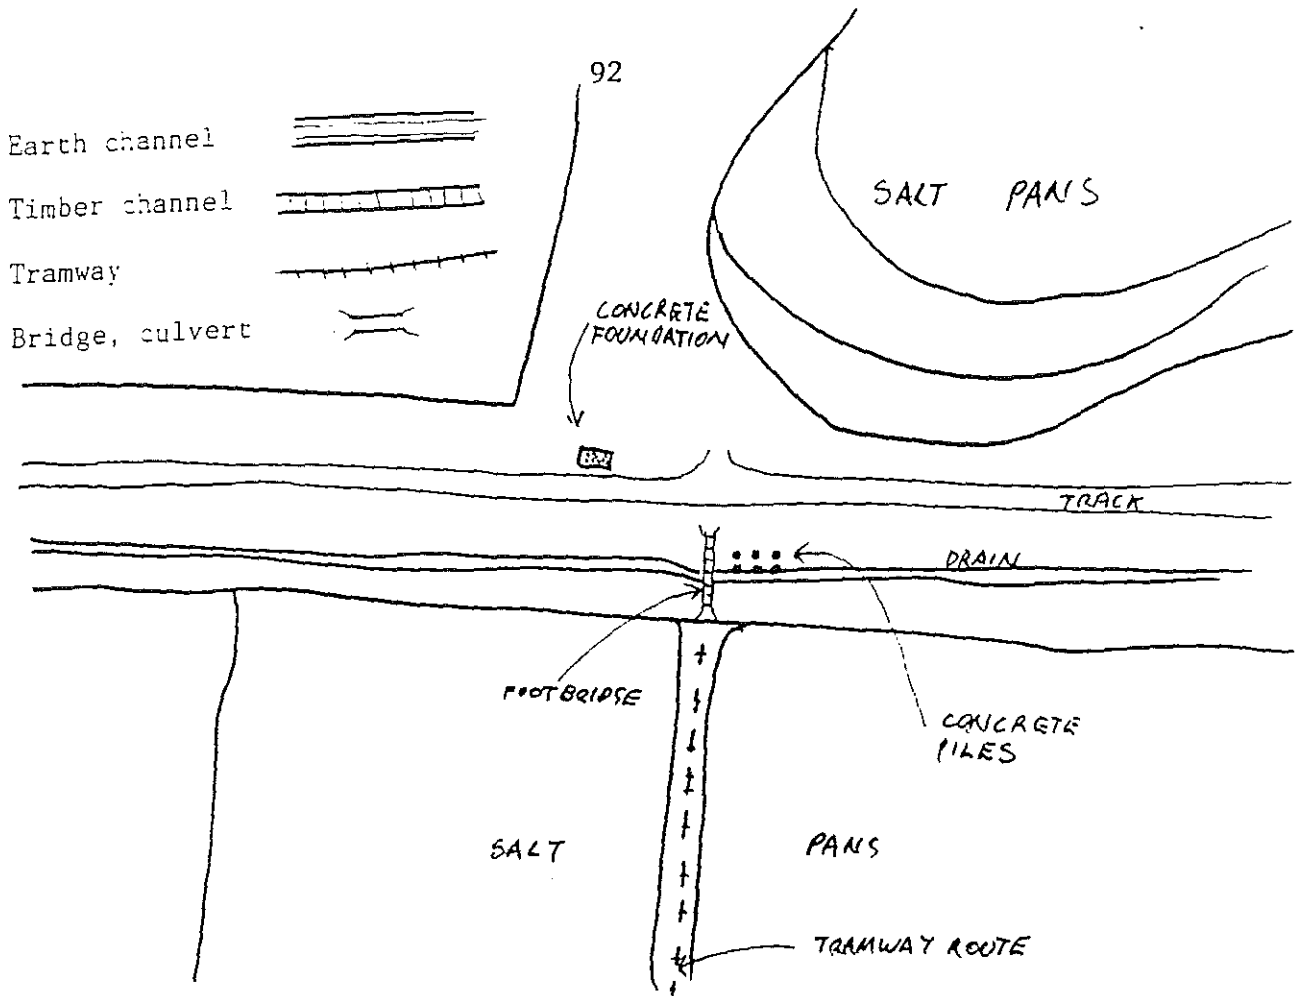 92
Earth channel
Timber channel
Tramway
Bridge, culvert
SALT PANS
CONCRETE
FOUNDATION
TRACK
DRAIN
FOOTBRIDGE
CONCRETE
PILES
SALT PANS
TRAMWAY ROUTE